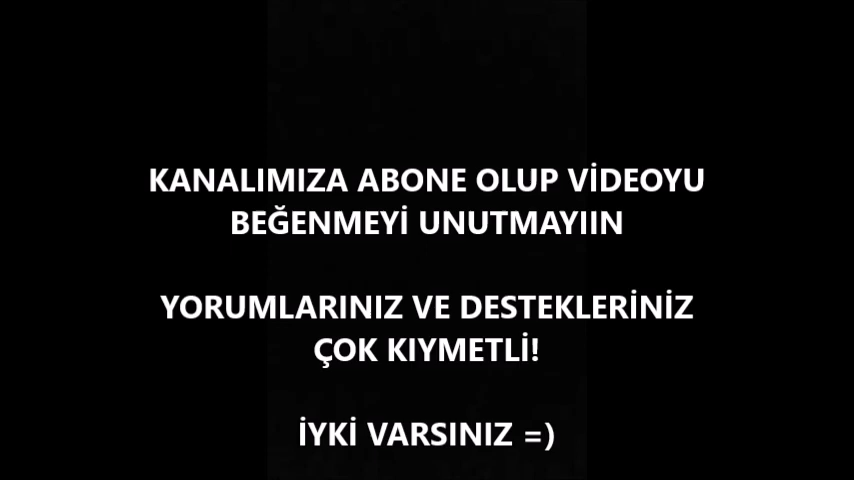 KANALIMIZA ABONE OLUP VİDEOYU
BEĞENMEYİ UNUTMAYIIN
YORUMLARINIZ VE DESTEKLERİNİZ
ÇOK KIYMETLİ!
İYKİ VARSINIZ =)